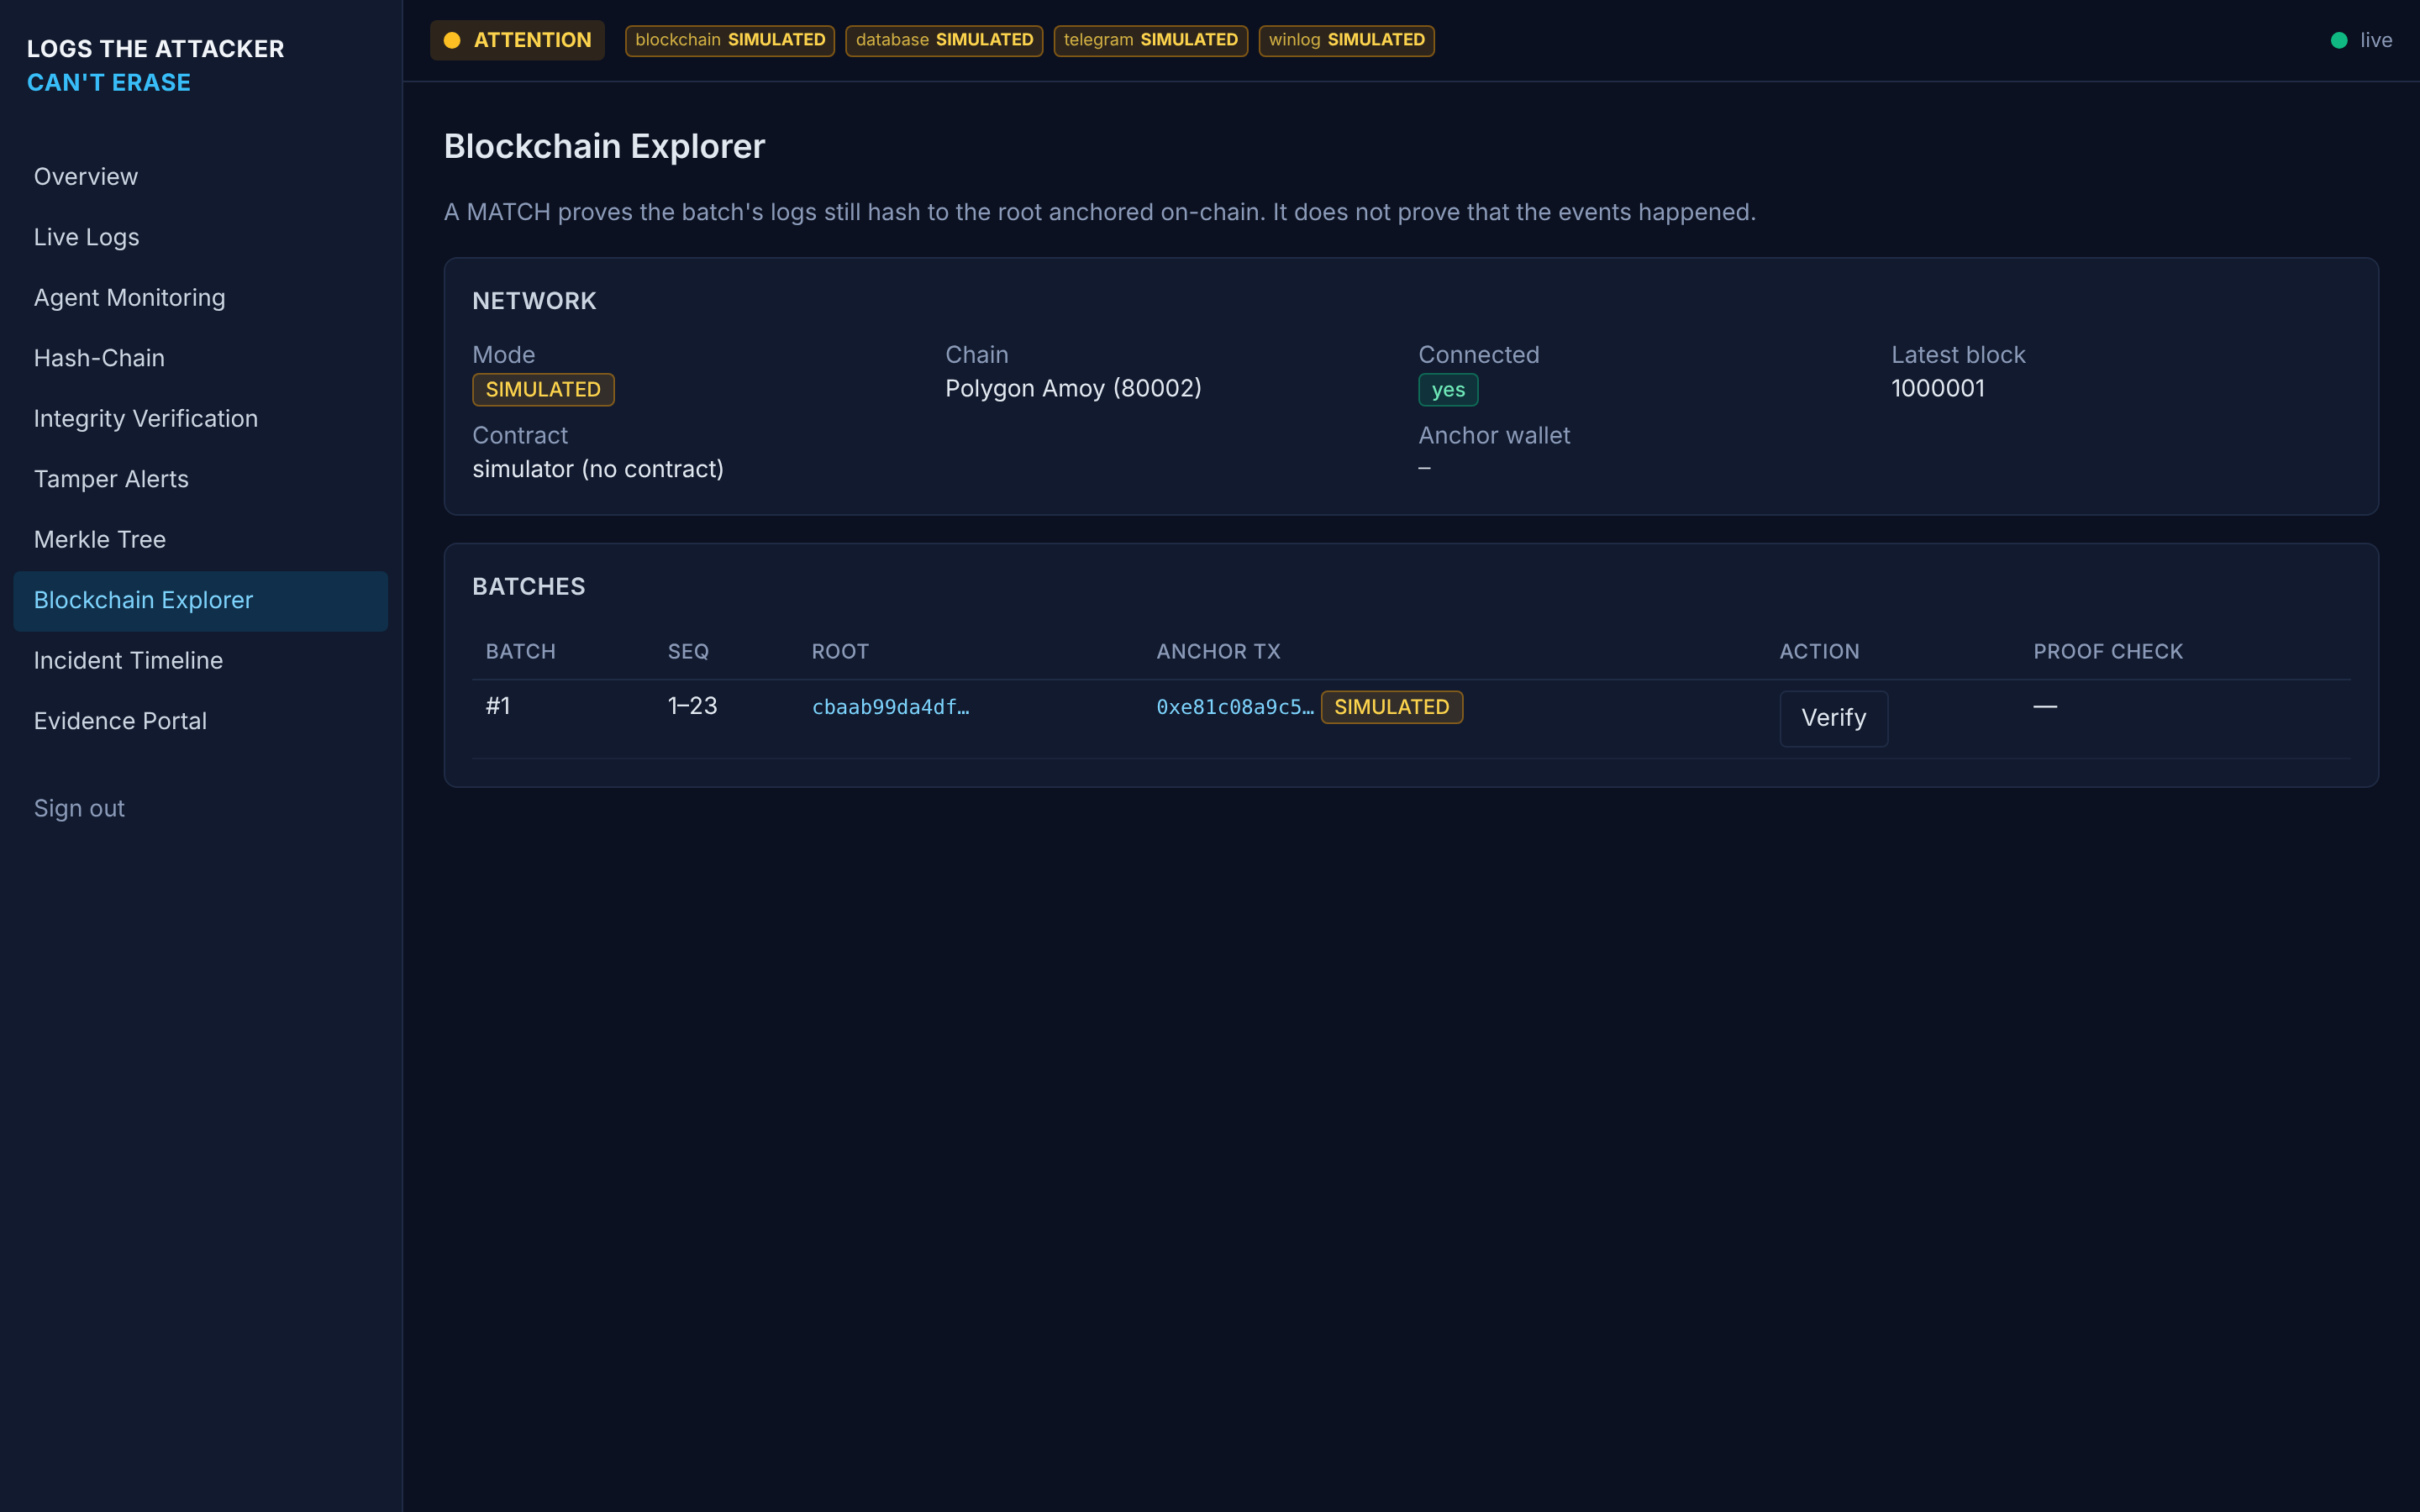 LOGS THE ATTACKER
CAN'T ERASE
Overview
Live Logs
Agent Monitoring
Hash-Chain
Integrity Verification
Tamper Alerts
Merkle Tree
Blockchain Explorer
Incident Timeline
Evidence Portal
Sign out
ATTENTION blockchain SIMULATED database SIMULATED telegram SIMULATED winlog SIMULATED live
Blockchain Explorer
A MATCH proves the batch's logs still hash to the root anchored on-chain. It does not prove that the events happened.
NETWORK
Mode Chain Connected Latest block
SIMULATED Polygon Amoy (80002) yes 1000001
Contract Anchor wallet
simulator (no contract) –
BATCHES
BATCH SEQ ROOT ANCHOR TX ACTION PROOF CHECK
#1 1–23 cbaab99da4df… 0xe81c08a9c5… SIMULATED Verify —